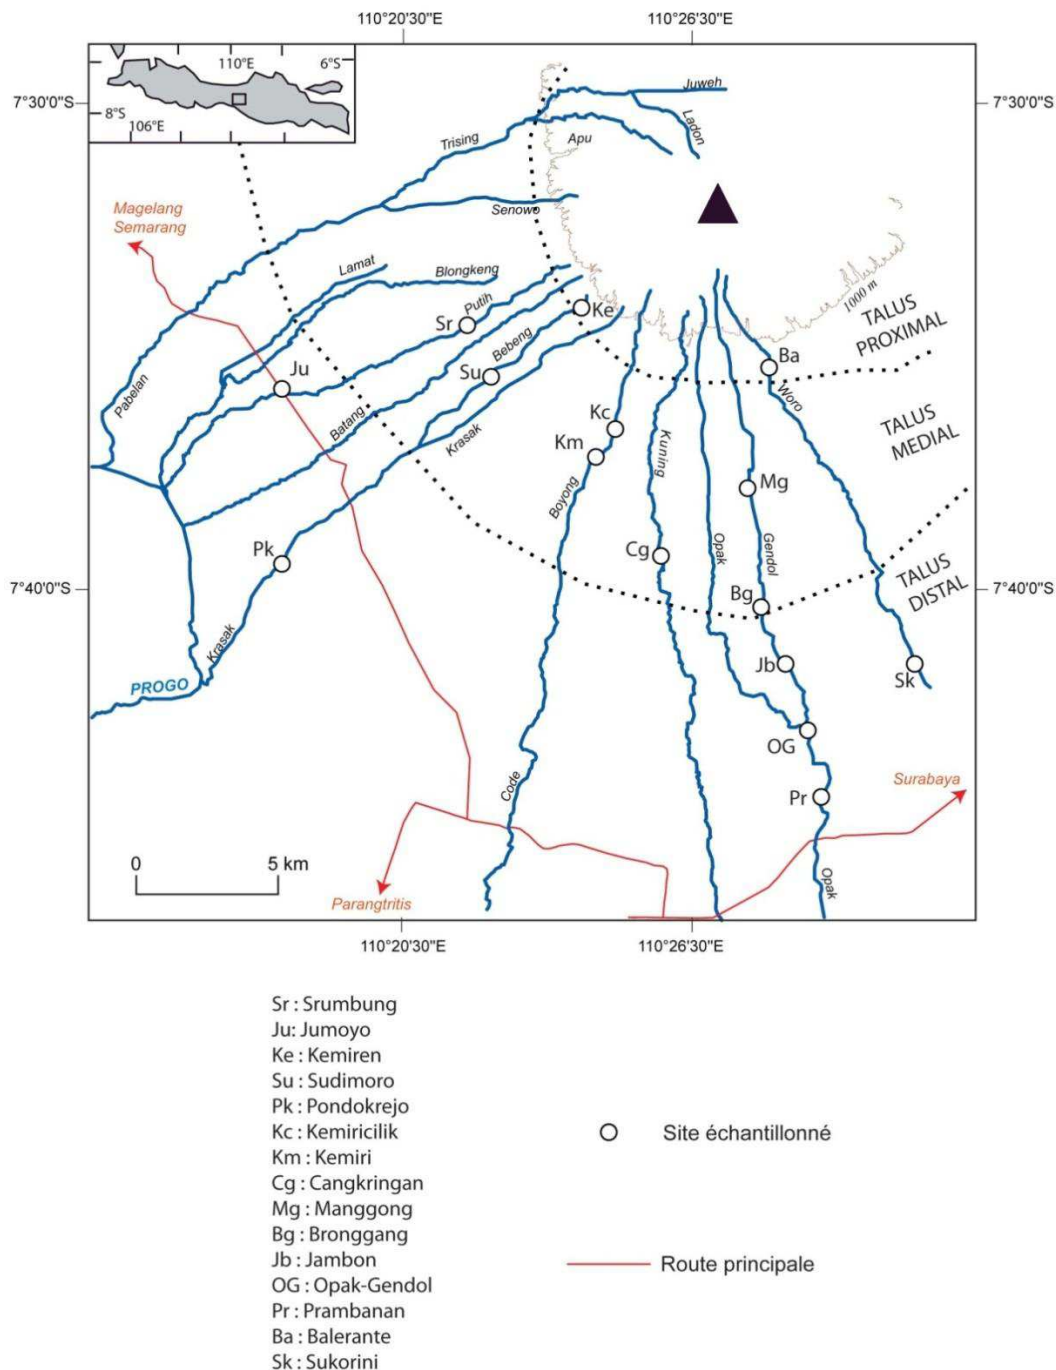 110°20'30"E
110°26'30"E
110°E
6°S
8°S
106°E
7°30'0"S
7°30'0"S
Juweh
Ladon
Apu
Trising
Senowo
Magelang
Semarang
Lamat
Blongkeng
Putih
Sr
Ke
1000 m
TALUS
PROXIMAL
Bebeng
Su
Ju
Ba
Woro
Pabelan
Batang
Krasak
Kc
Km
Kuning
TALUS
MEDIAL
Mg
Boyong
Opak
Gendol
Pk
Cg
7°40'0"S
7°40'0"S
TALUS
DISTAL
Bg
Krasak
Jb
Sk
PROGO
OG
Code
Pr
Surabaya
0
5 km
Parangtritis
Opak
110°20'30"E
110°26'30"E
Sr : Srumbung
Ju: Jumoyo
Ke : Kemiren
Su : Sudimoro
Pk : Pondokrejo
Kc : Kemiricilik
Km : Kemiri
Cg : Cangkringan
Mg : Manggong
Bg : Bronggang
Jb : Jambon
OG : Opak-Gendol
Pr : Prambanan
Ba : Balerante
Sk : Sukorini
Site échantillonné
Route principale